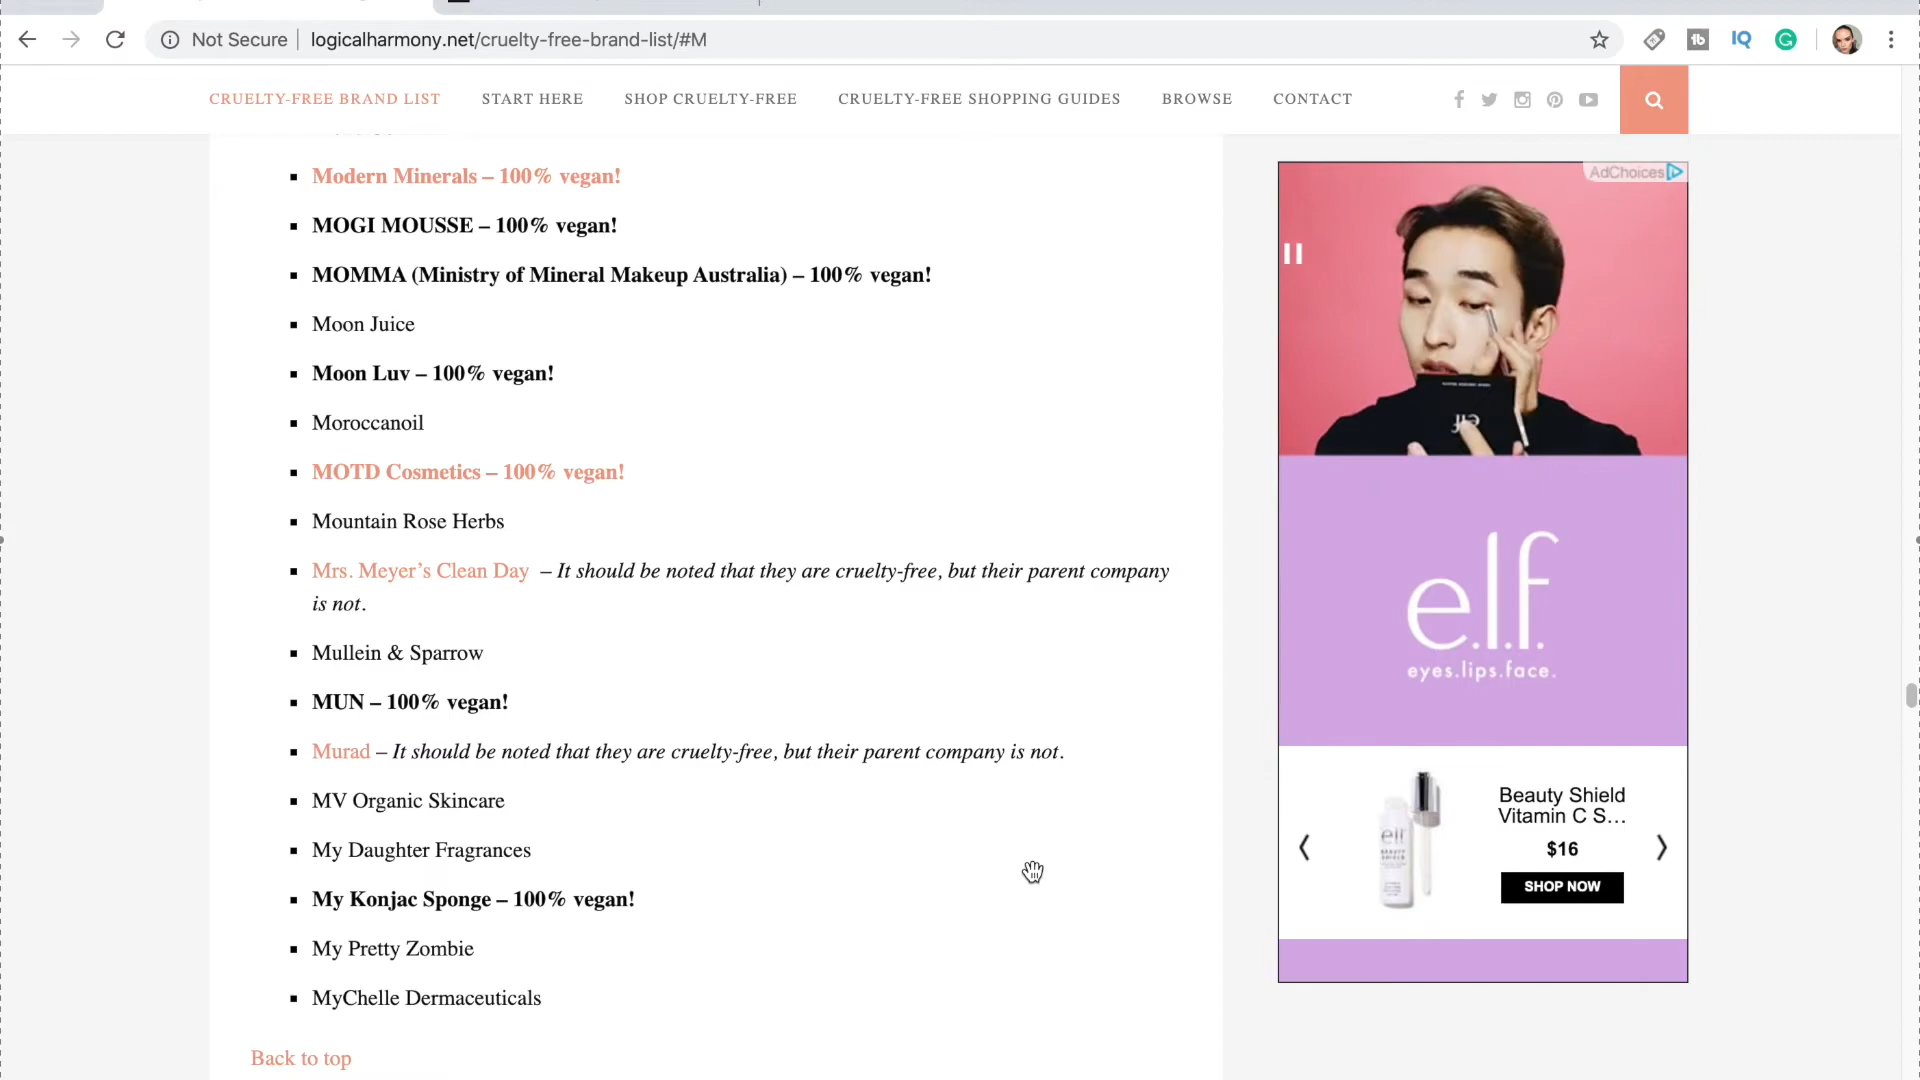 Not Secure
logicalharmony.net/cruelty-free-brand-list/#M
CRUELTY-FREE BRAND LIST
START HERE
SHOP CRUELTY-FREE
CRUELTY-FREE SHOPPING GUIDES
BROWSE
CONTACT
Modern Minerals – 100% vegan!
MOGI MOUSSE – 100% vegan!
MOMMA (Ministry of Mineral Makeup Australia) – 100% vegan!
Moon Juice
Moon Luv – 100% vegan!
Moroccanoil
MOTD Cosmetics – 100% vegan!
Mountain Rose Herbs
Mrs. Meyer’s Clean Day – It should be noted that they are cruelty-free, but their parent company
is not.
Mullein & Sparrow
MUN – 100% vegan!
Murad – It should be noted that they are cruelty-free, but their parent company is not.
MV Organic Skincare
My Daughter Fragrances
My Konjac Sponge – 100% vegan!
My Pretty Zombie
MyChelle Dermaceuticals
Back to top
AdChoices
elf
e.l.f.
eyes.lips.face.
elf
Beauty Shield
Vitamin C S...
$16
SHOP NOW